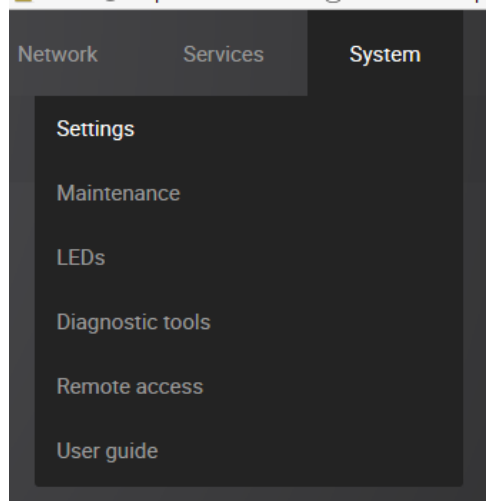 Network Services System
Settings
Maintenance
LEDs
Diagnostic tools
Remote access
User guide